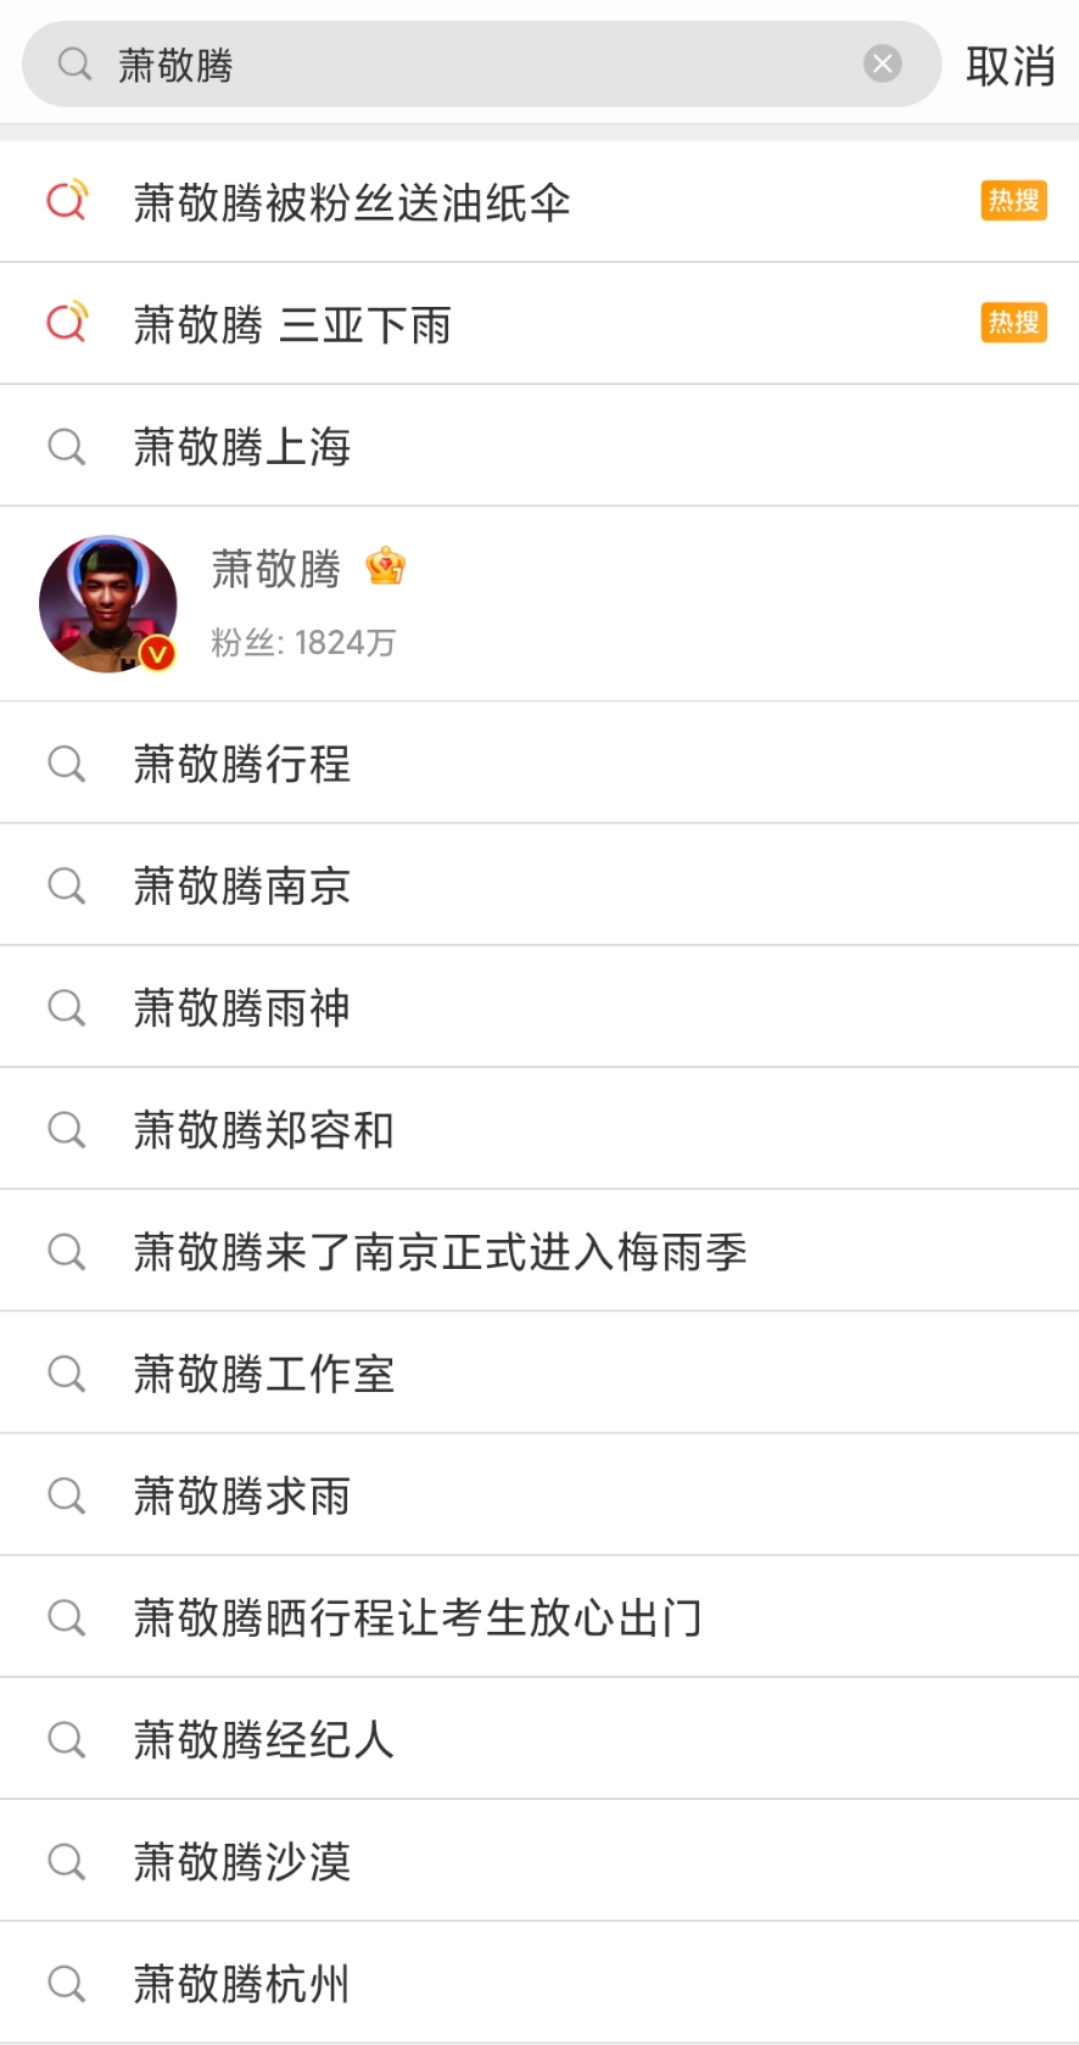 萧敬腾
取消
萧敬腾被粉丝送油纸伞 热搜
萧敬腾 三亚下雨 热搜
萧敬腾上海
萧敬腾 7
粉丝: 1824万
萧敬腾行程
萧敬腾南京
萧敬腾雨神
萧敬腾郑容和
萧敬腾来了南京正式进入梅雨季
萧敬腾工作室
萧敬腾求雨
萧敬腾晒行程让考生放心出门
萧敬腾经纪人
萧敬腾沙漠
萧敬腾杭州